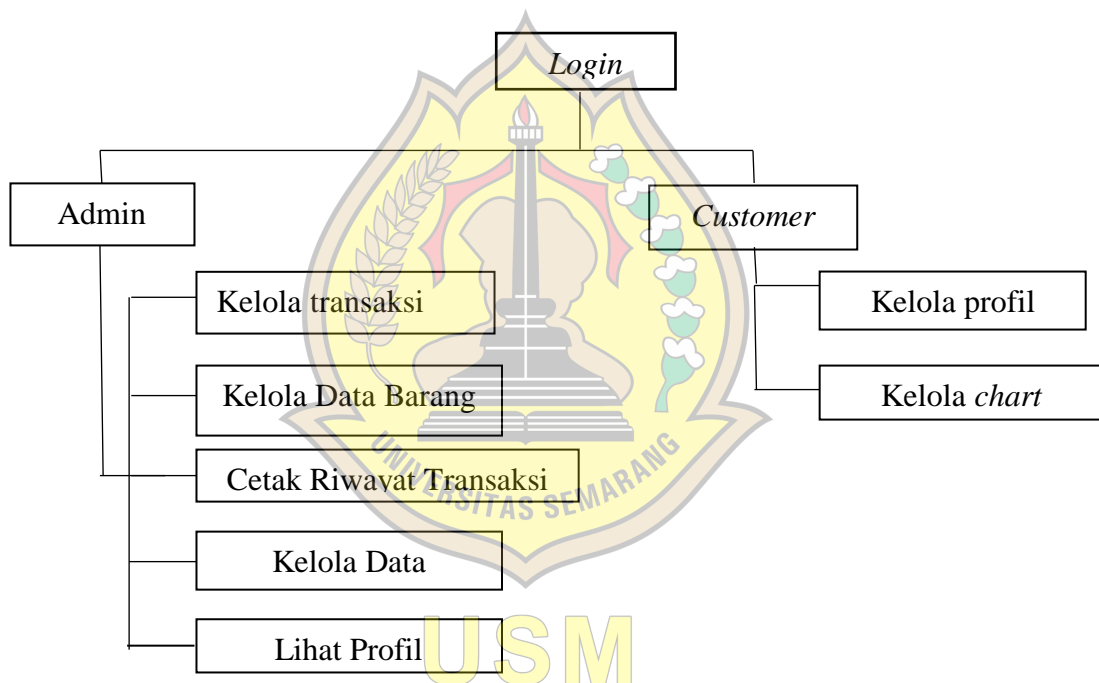 Login
Admin
Customer
Kelola transaksi
Kelola profil
Kelola Data Barang
Kelola chart
Cetak Riwayat Transaksi
UNIVERSITAS SEMARANG
Kelola Data
Lihat Profil
USM